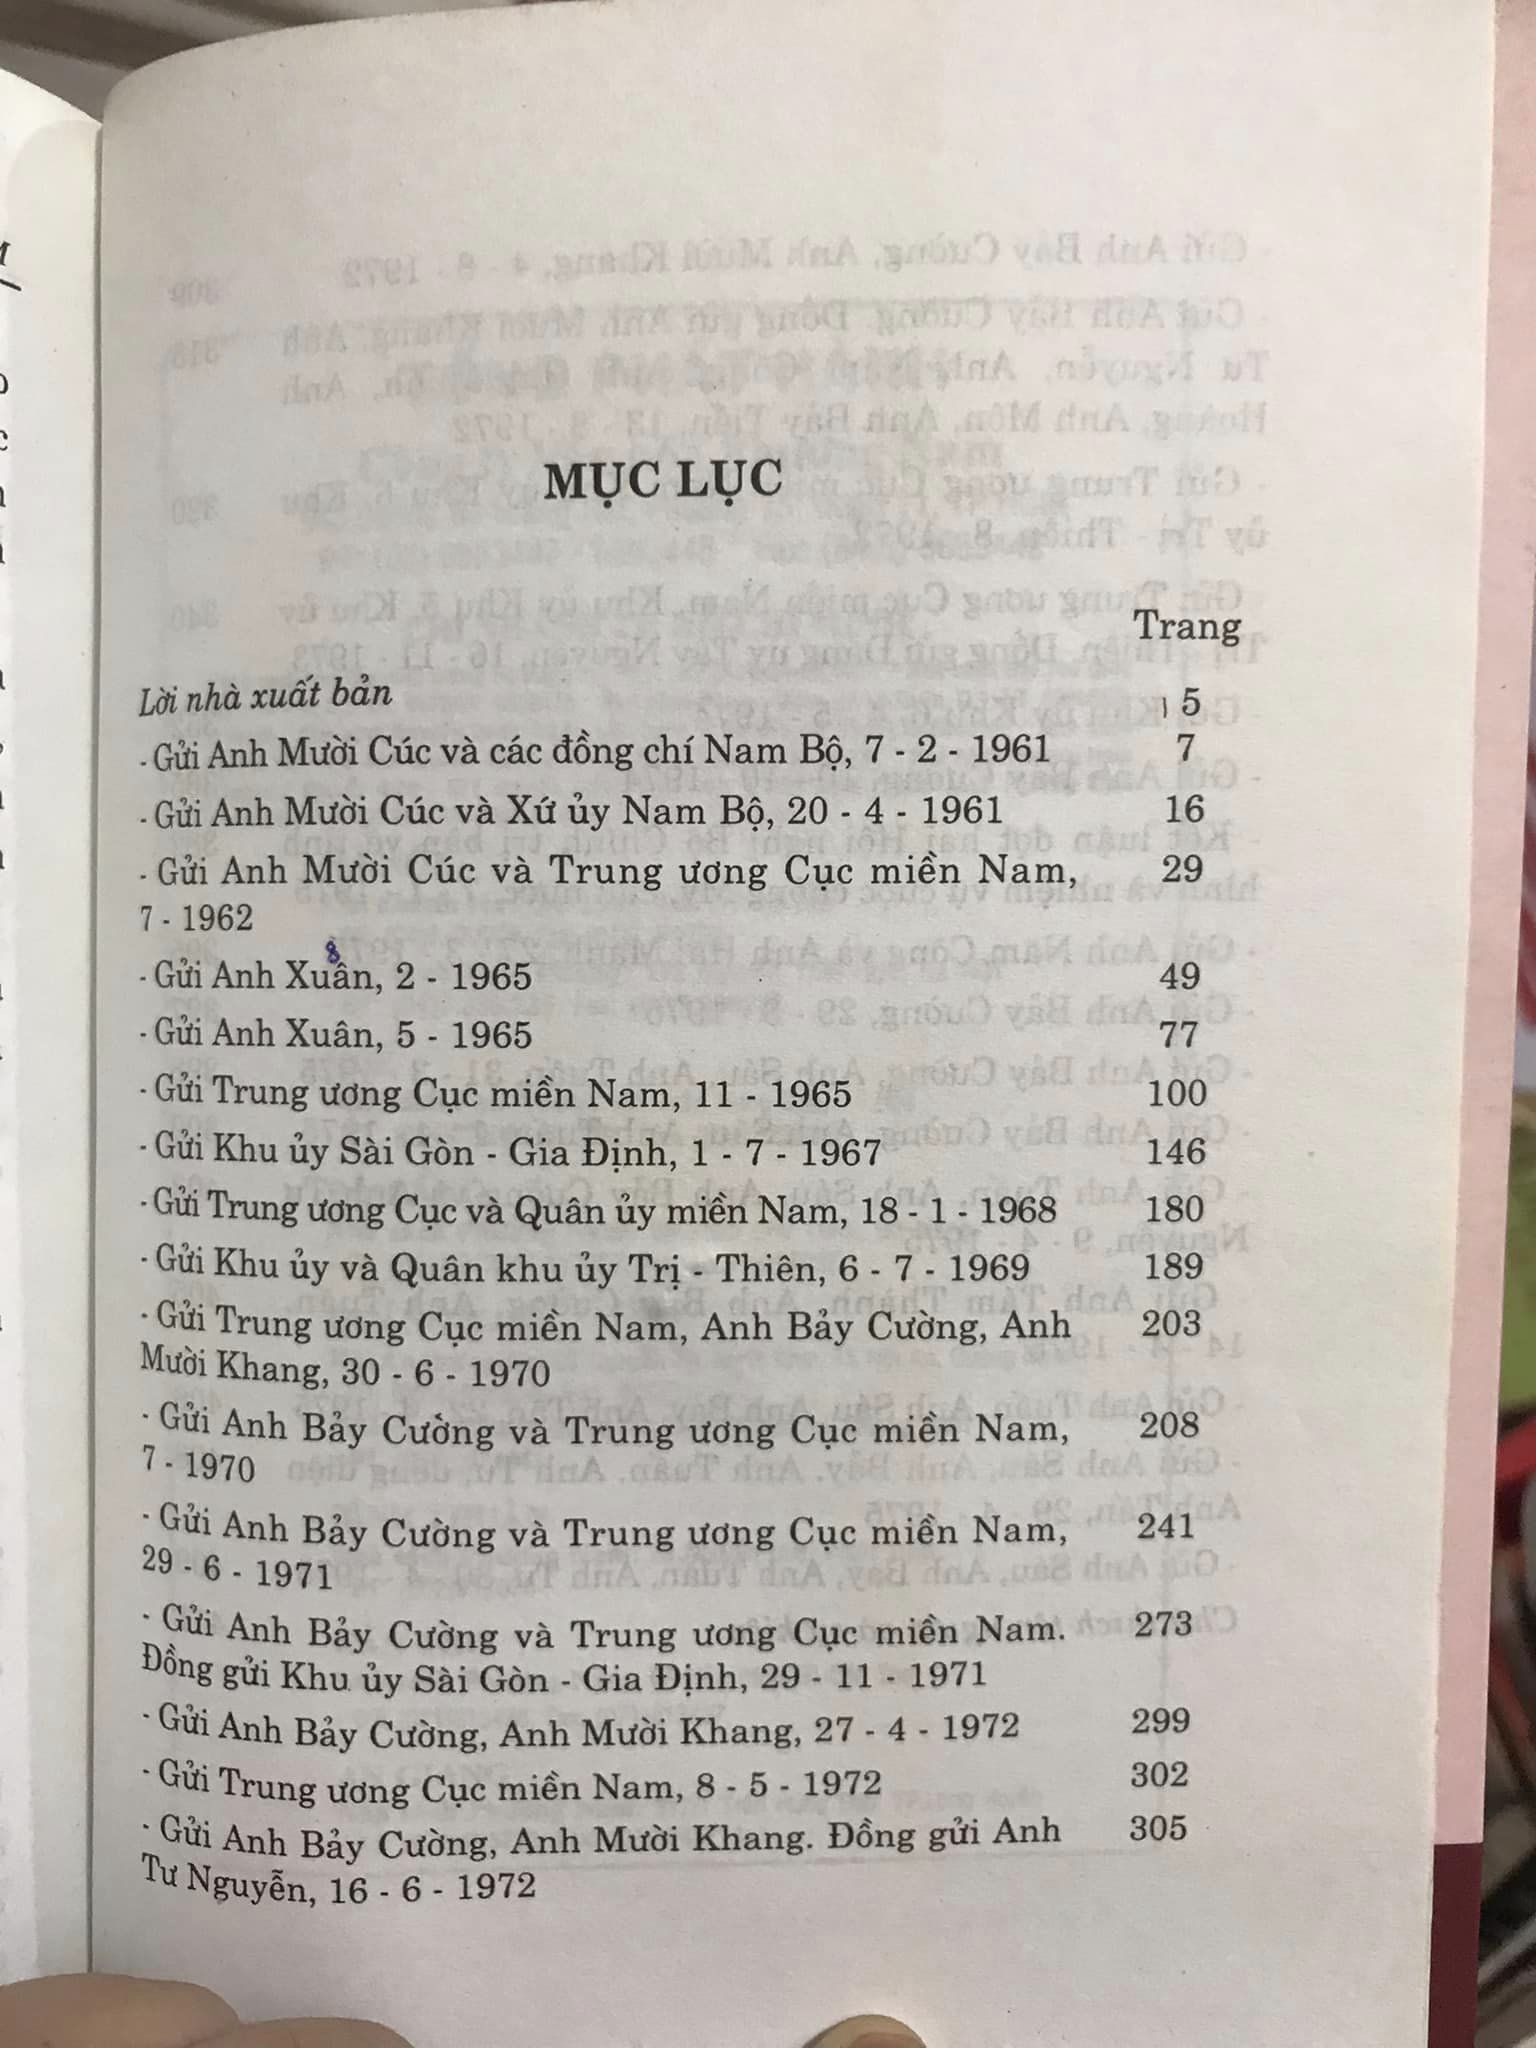 MỤC LỤC
Trang
Lời nhà xuất bản 5
- Gửi Anh Mười Cúc và các đồng chí Nam Bộ, 7 - 2 - 1961 7
- Gửi Anh Mười Cúc và Xứ ủy Nam Bộ, 20 - 4 - 1961 16
- Gửi Anh Mười Cúc và Trung ương Cục miền Nam, 29
7 - 1962
- Gửi Anh Xuân, 2 - 1965 49
- Gửi Anh Xuân, 5 - 1965 77
- Gửi Trung ương Cục miền Nam, 11 - 1965 100
- Gửi Khu ủy Sài Gòn - Gia Định, 1 - 7 - 1967 146
- Gửi Trung ương Cục và Quân ủy miền Nam, 18 - 1 - 1968 180
- Gửi Khu ủy và Quân khu ủy Trị - Thiên, 6 - 7 - 1969 189
- Gửi Trung ương Cục miền Nam, Anh Bảy Cường, Anh 203
Mười Khang, 30 - 6 - 1970
- Gửi Anh Bảy Cường và Trung ương Cục miền Nam, 208
7 - 1970
- Gửi Anh Bảy Cường và Trung ương Cục miền Nam, 241
29 - 6 - 1971
- Gửi Anh Bảy Cường và Trung ương Cục miền Nam. 273
Đồng gửi Khu ủy Sài Gòn - Gia Định, 29 - 11 - 1971
- Gửi Anh Bảy Cường, Anh Mười Khang, 27 - 4 - 1972 299
- Gửi Trung ương Cục miền Nam, 8 - 5 - 1972 302
- Gửi Anh Bảy Cường, Anh Mười Khang. Đồng gửi Anh 305
Tư Nguyễn, 16 - 6 - 1972